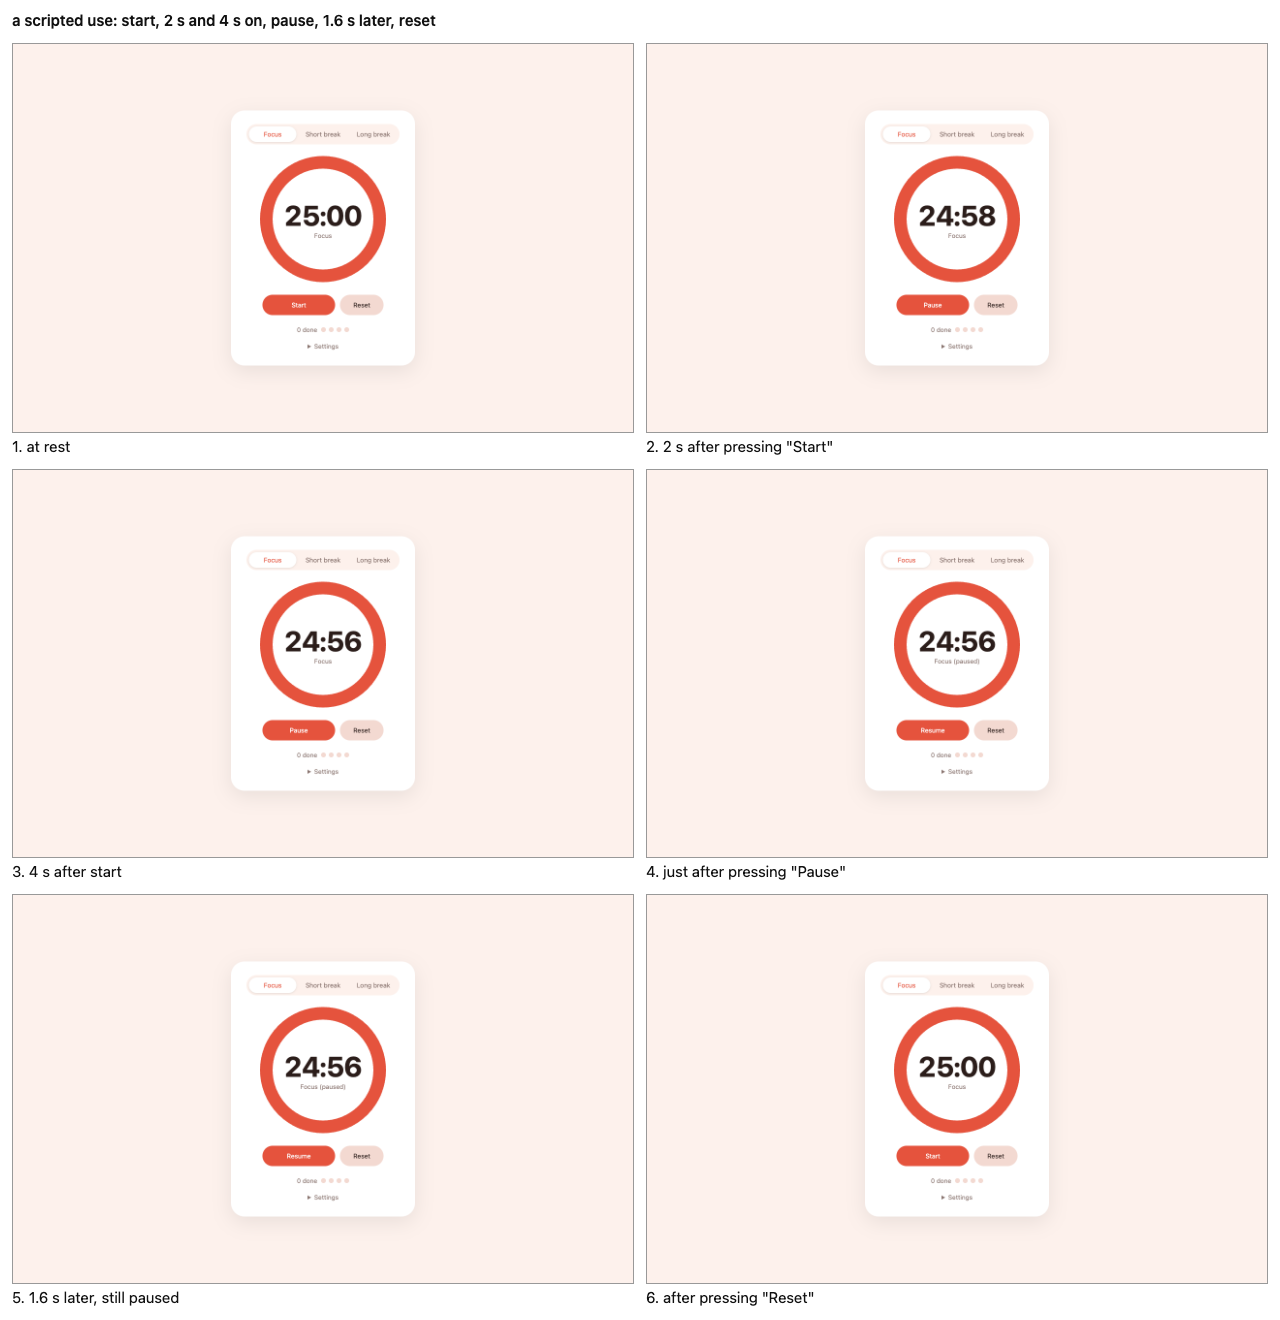 a scripted use: start, 2 s and 4 s on, pause, 1.6 s later, reset
Focus Short break Long break
25:00
Focus
Start Reset
0 done
▸ Settings
1. at rest
Focus Short break Long break
24:58
Focus
Pause Reset
0 done
▸ Settings
2. 2 s after pressing "Start"
Focus Short break Long break
24:56
Focus
Pause Reset
0 done
▸ Settings
3. 4 s after start
Focus Short break Long break
24:56
Focus (paused)
Resume Reset
0 done
▸ Settings
4. just after pressing "Pause"
Focus Short break Long break
24:56
Focus (paused)
Resume Reset
0 done
▸ Settings
5. 1.6 s later, still paused
Focus Short break Long break
25:00
Focus
Start Reset
0 done
▸ Settings
6. after pressing "Reset"